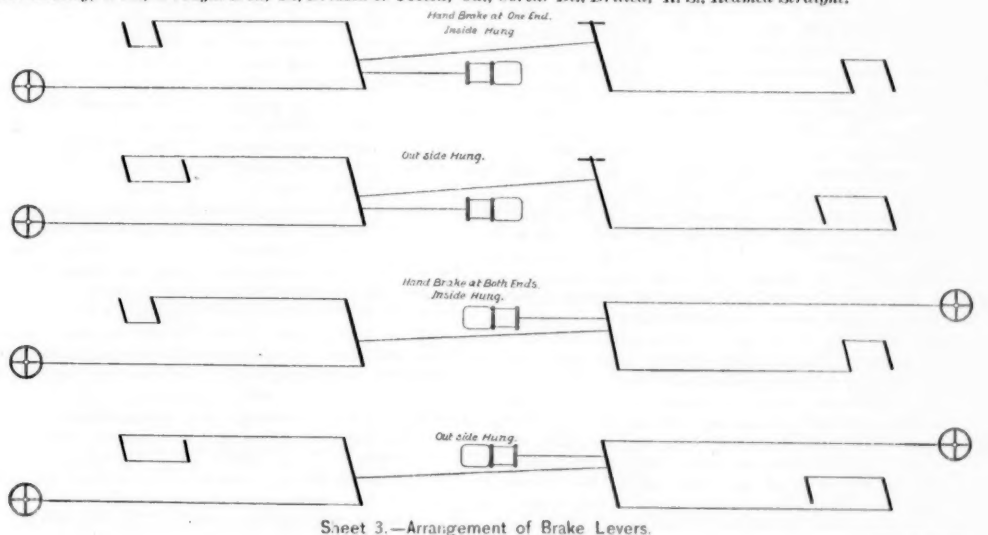 Hand Brake at One End.
Inside Hung
Out side Hung.
Hand Brake at Both Ends.
Inside Hung.
Out side Hung.
Sheet 3.—Arrangement of Brake Levers.